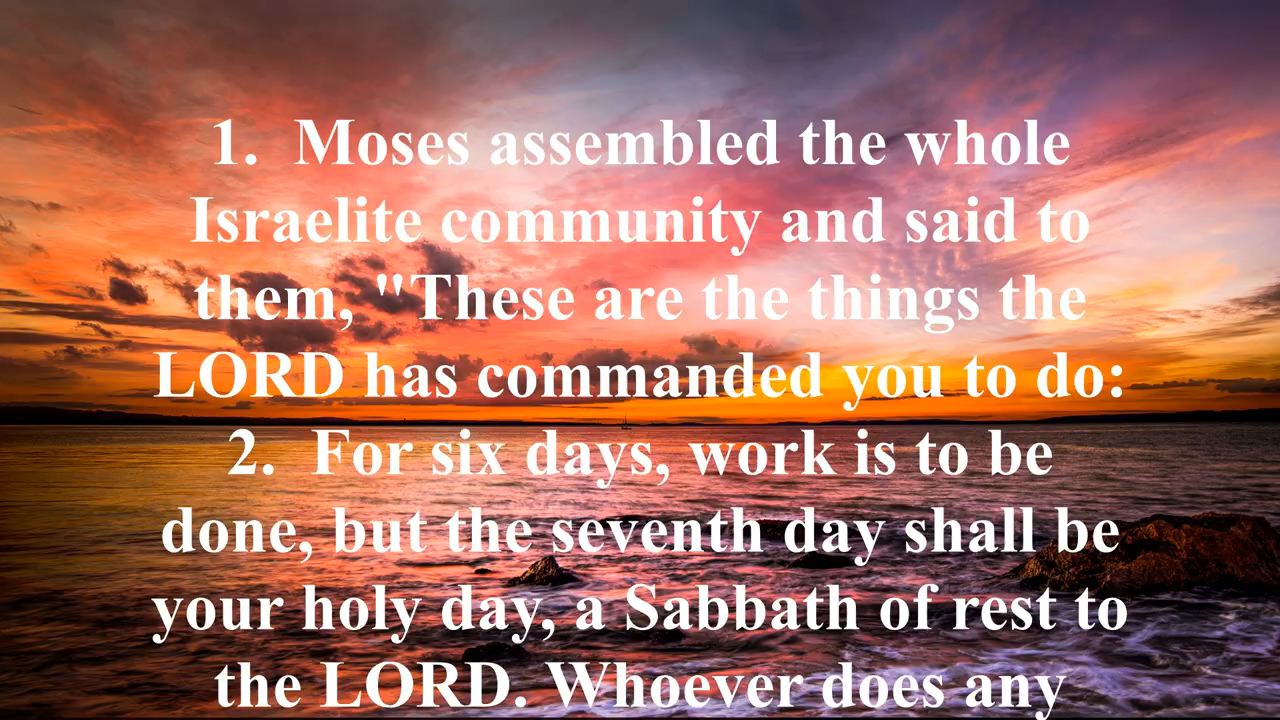 1.  Moses assembled the whole
Israelite community and said to
them, "These are the things the
LORD has commanded you to do:
2.  For six days, work is to be
done, but the seventh day shall be
your holy day, a Sabbath of rest to
the LORD. Whoever does any